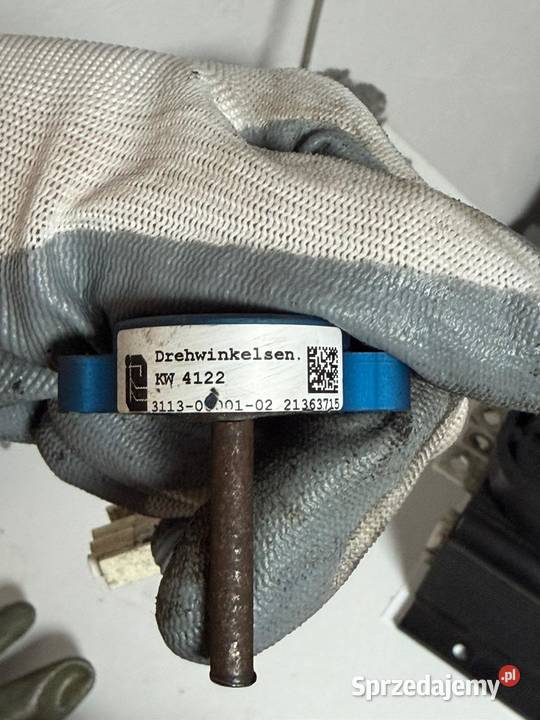 Drehwinkelsen.
KW 4122
21363715
Sprzedajemy.pl